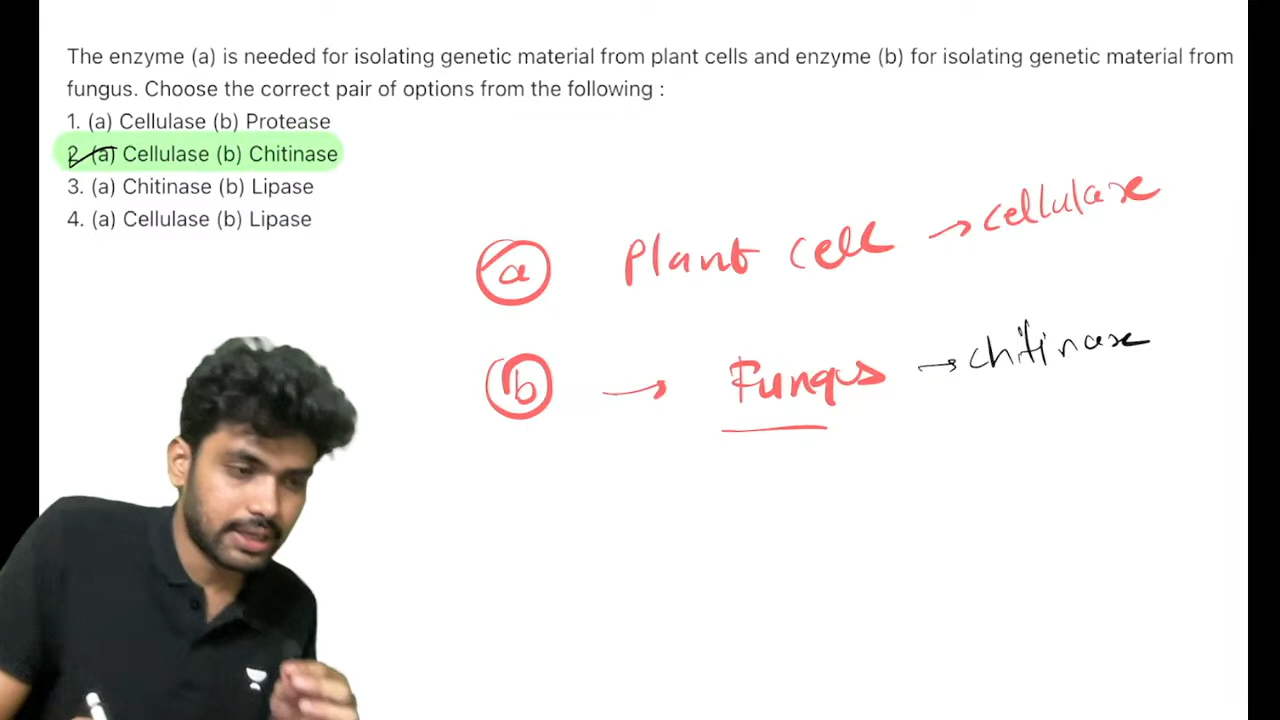 The enzyme (a) is needed for isolating genetic material from plant cells and enzyme (b) for isolating genetic material from
fungus. Choose the correct pair of options from the following :
1. (a) Cellulase (b) Protease
2. (a) Cellulase (b) Chitinase
3. (a) Chitinase (b) Lipase
4. (a) Cellulase (b) Lipase
a Plant cell → cellulase
b → Fungus → chitinase